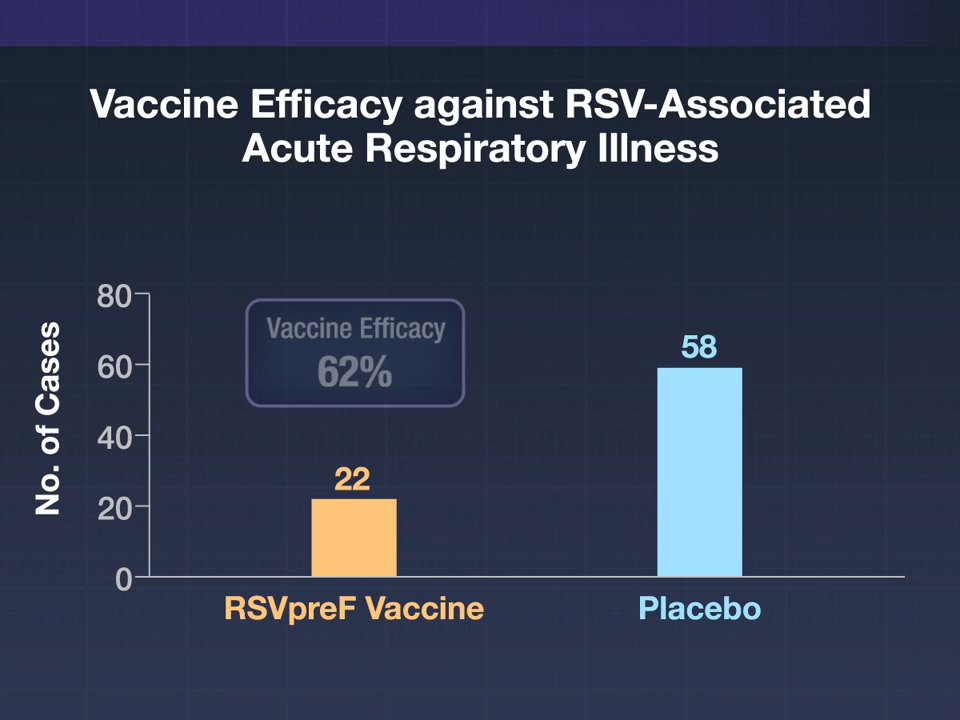 Vaccine Efficacy against RSV-Associated
Acute Respiratory Illness
No. of Cases
80
60
40
20
0
Vaccine Efficacy
62%
22
58
RSVpreF Vaccine
Placebo